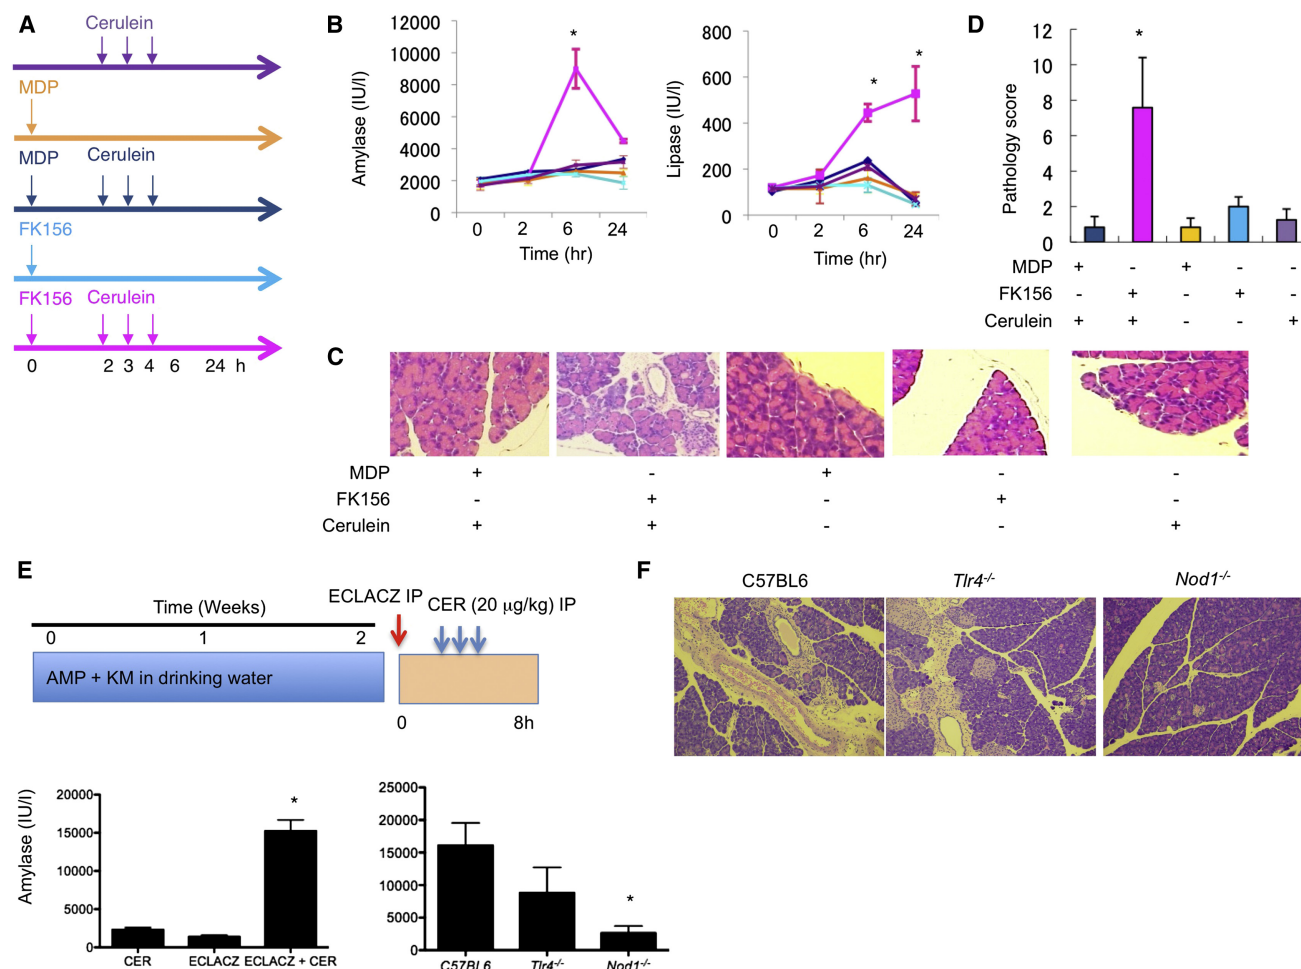 A
Cerulein
MDP
MDP Cerulein
FK156
FK156 Cerulein
0 2 3 4 6 24 h
B
12000
10000
8000
6000
4000
2000
0
Amylase (IU/l)
*
0 2 6 24
Time (hr)
800
600
400
200
0
Lipase (IU/l)
*
*
0 2 6 24
Time (hr)
D
12
10
8
6
4
2
0
Pathology score
*
MDP + - + - -
FK156 - + - + -
Cerulein + + - - +
C
MDP + - + - -
FK156 - + - + -
Cerulein + + - - +
E
Time (Weeks)
0 1 2
AMP + KM in drinking water
ECLACZ IP
CER (20 μg/kg) IP
0 8h
Amylase (IU/l)
20000
15000
10000
5000
0
*
CER ECLACZ ECLACZ + CER
25000
20000
15000
10000
5000
0
*
C57BL6 Tlr4-/- Nod1-/-
F
C57BL6 Tlr4-/- Nod1-/-